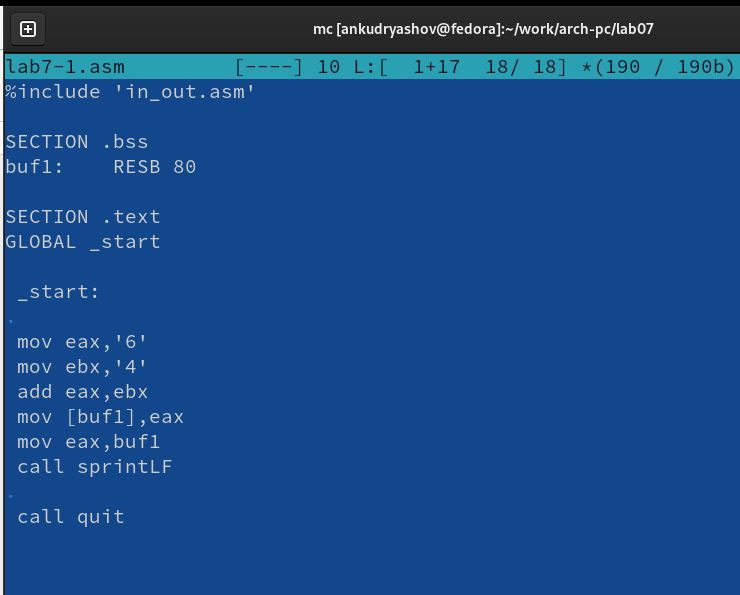 mc [ankudryashov@fedora]:~/work/arch-pc/lab07
lab7-1.asm         [----] 10 L:[  1+17  18/ 18] *(190 / 190b)
%include 'in_out.asm'

SECTION .bss
buf1:    RESB 80

SECTION .text
GLOBAL _start

 _start:
.
 mov eax,'6'
 mov ebx,'4'
 add eax,ebx
 mov [buf1],eax
 mov eax,buf1
 call sprintLF
.
 call quit